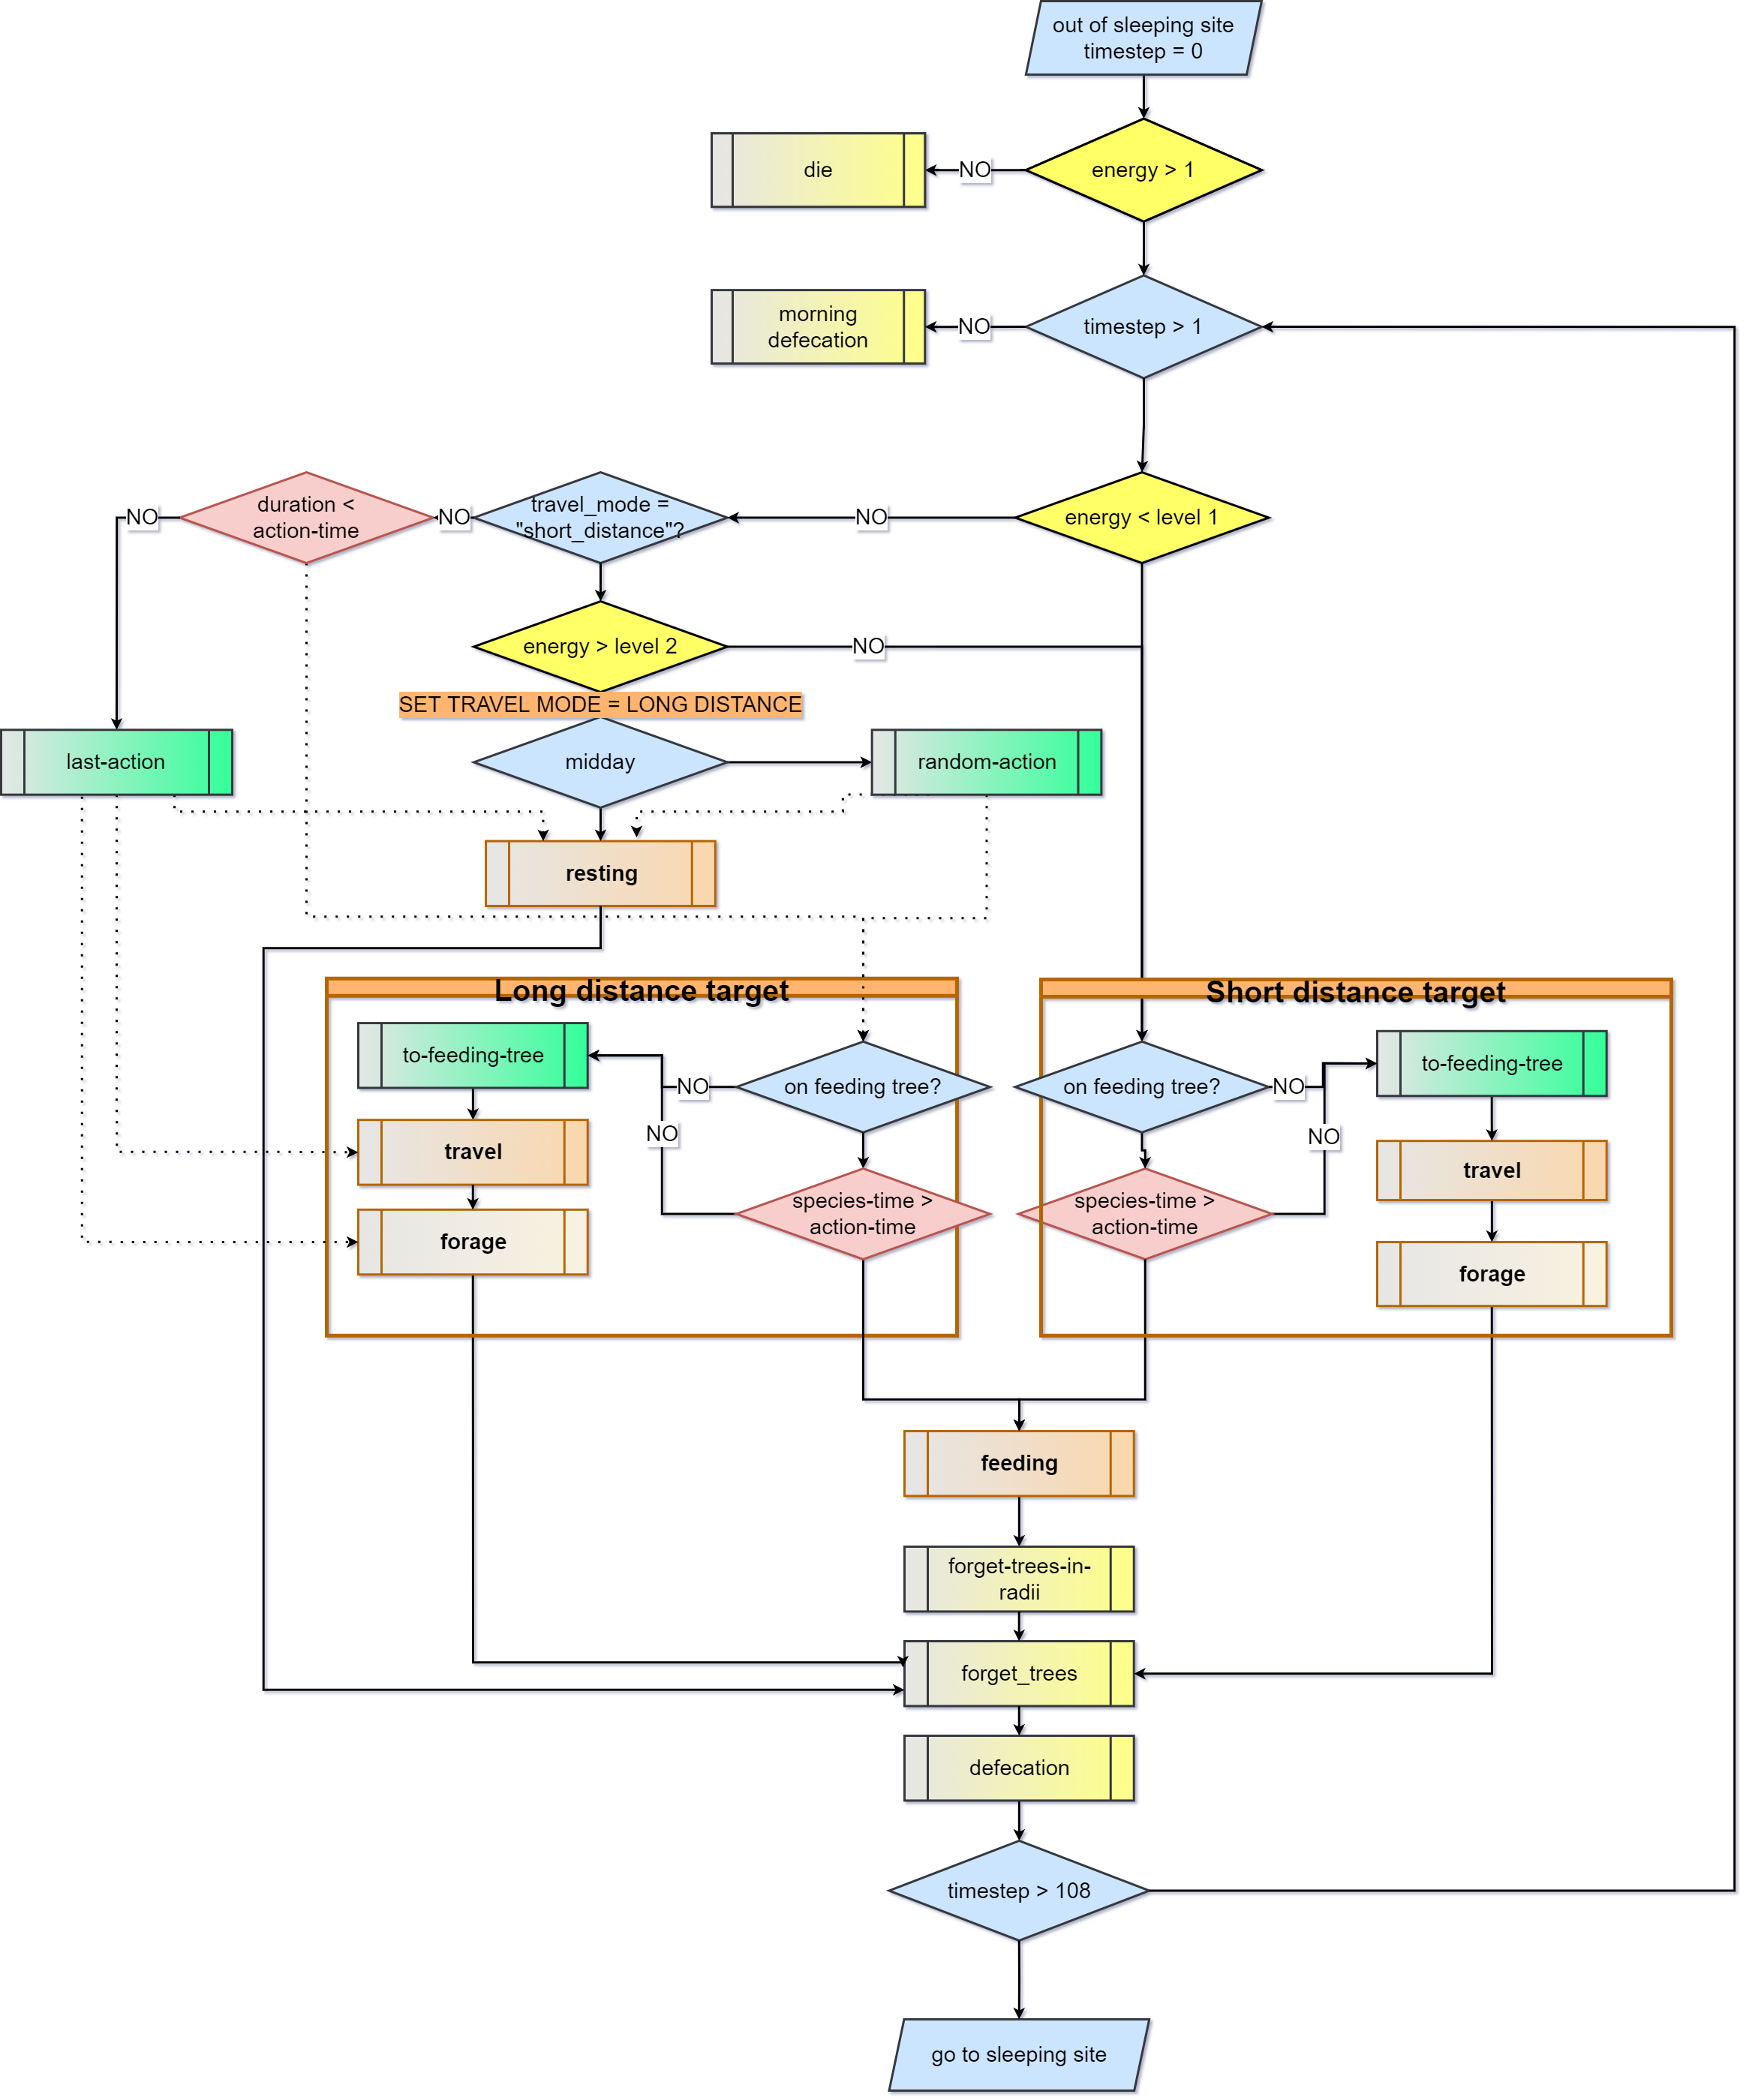 out of sleeping site
timestep = 0
energy > 1
NO
die
timestep > 1
NO
morning
defecation
energy < level 1
NO
travel_mode =
"short_distance"?
NO
duration <
action-time
NO
energy > level 2
NO
SET TRAVEL MODE = LONG DISTANCE
last-action
midday
random-action
resting
Long distance target
to-feeding-tree
NO
on feeding tree?
NO
travel
species-time >
action-time
forage
Short distance target
on feeding tree?
NO
to-feeding-tree
NO
species-time >
action-time
travel
forage
feeding
forget-trees-in-
radii
forget_trees
defecation
timestep > 108
go to sleeping site